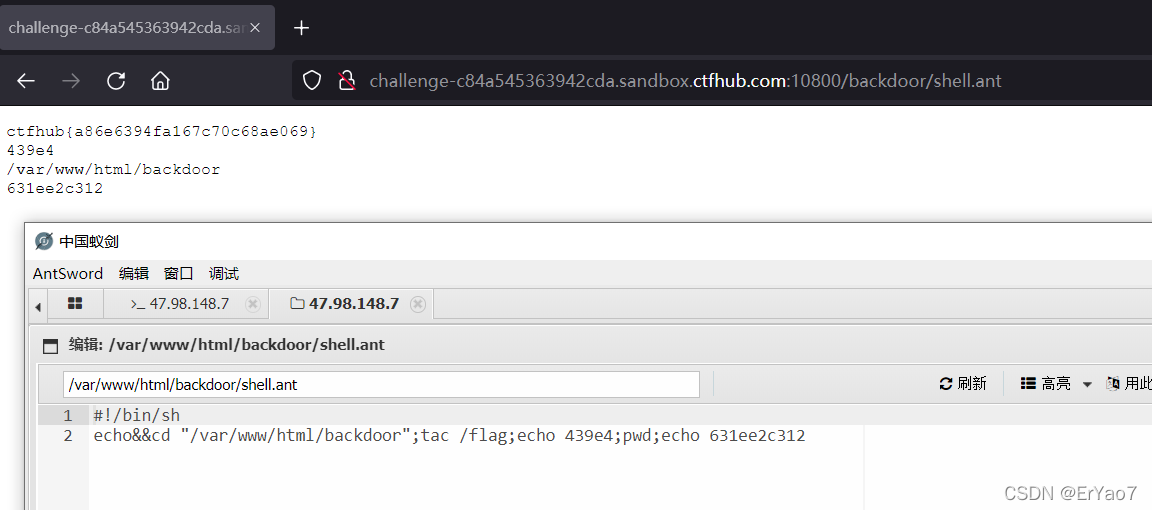 challenge-c84a545363942cda.sa
challenge-c84a545363942cda.sandbox.ctfhub.com:10800/backdoor/shell.ant
ctfhub{a86e6394fa167c70c68ae069}
439e4
/var/www/html/backdoor
631ee2c312
中国蚁剑
AntSword 编辑 窗口 调试
>_ 47.98.148.7 47.98.148.7
编辑: /var/www/html/backdoor/shell.ant
/var/www/html/backdoor/shell.ant 刷新 高亮 用此
1 #!/bin/sh
2 echo&&cd "/var/www/html/backdoor";tac /flag;echo 439e4;pwd;echo 631ee2c312
CSDN @ErYao7